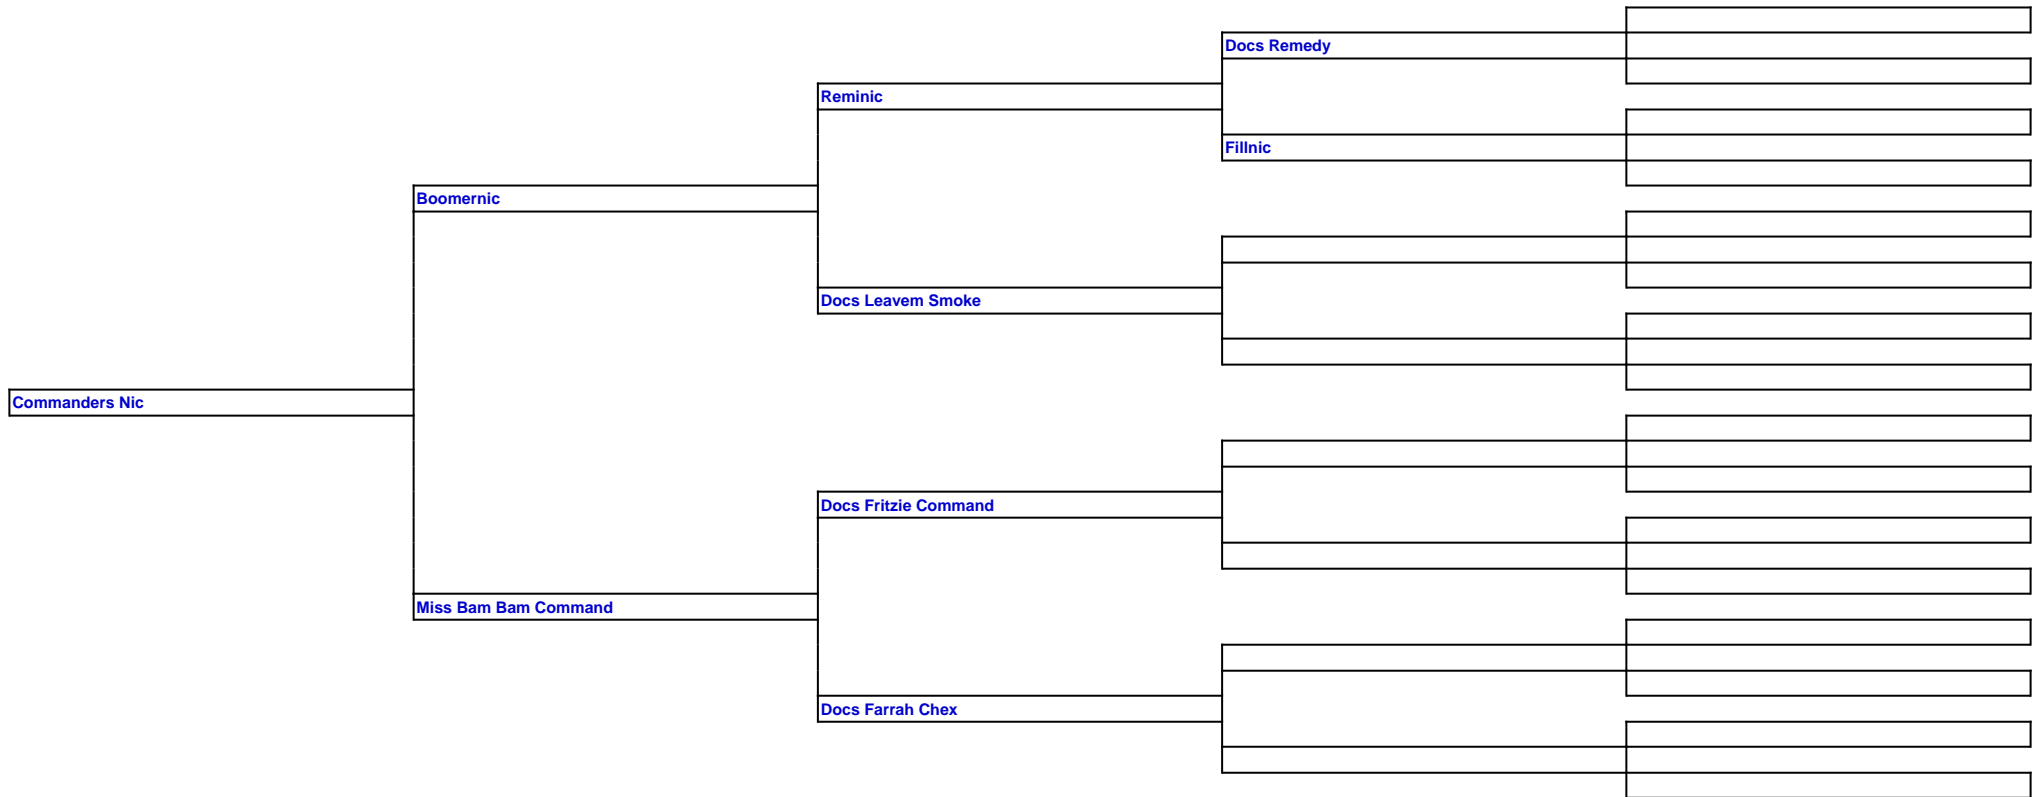 Docs Remedy
Reminic
Fillnic
Boomernic
Docs Leavem Smoke
Commanders Nic
Docs Fritzie Command
Miss Bam Bam Command
Docs Farrah Chex